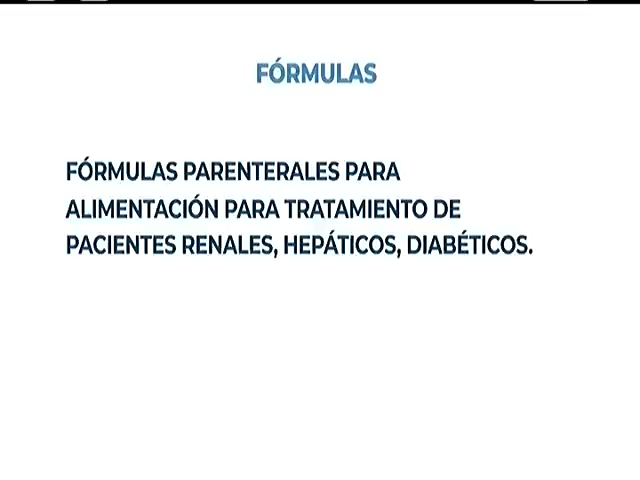 FÓRMULAS
FÓRMULAS PARENTERALES PARA
ALIMENTACIÓN PARA TRATAMIENTO DE
PACIENTES RENALES, HEPÁTICOS, DIABÉTICOS.